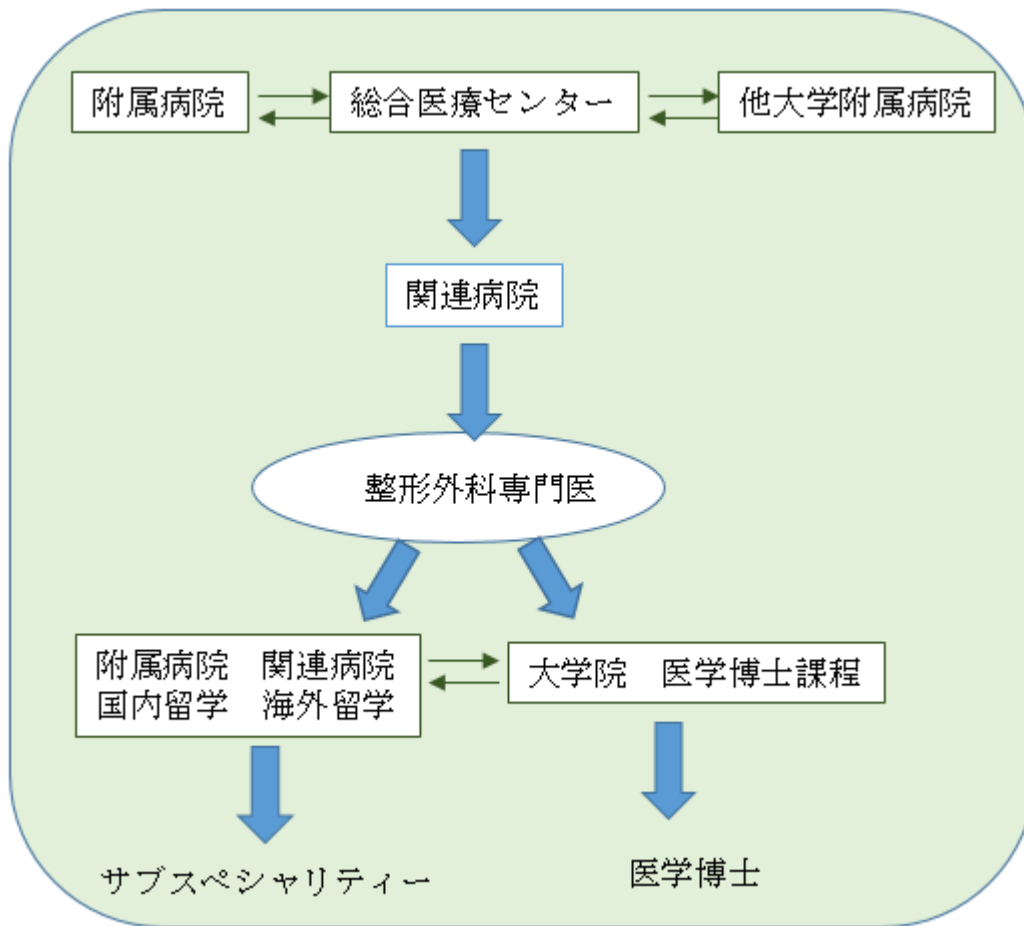 附属病院
総合医療センター
他大学附属病院
関連病院
整形外科専門医
附属病院　関連病院
国内留学　海外留学
大学院　医学博士課程
サブスペシャリティー
医学博士